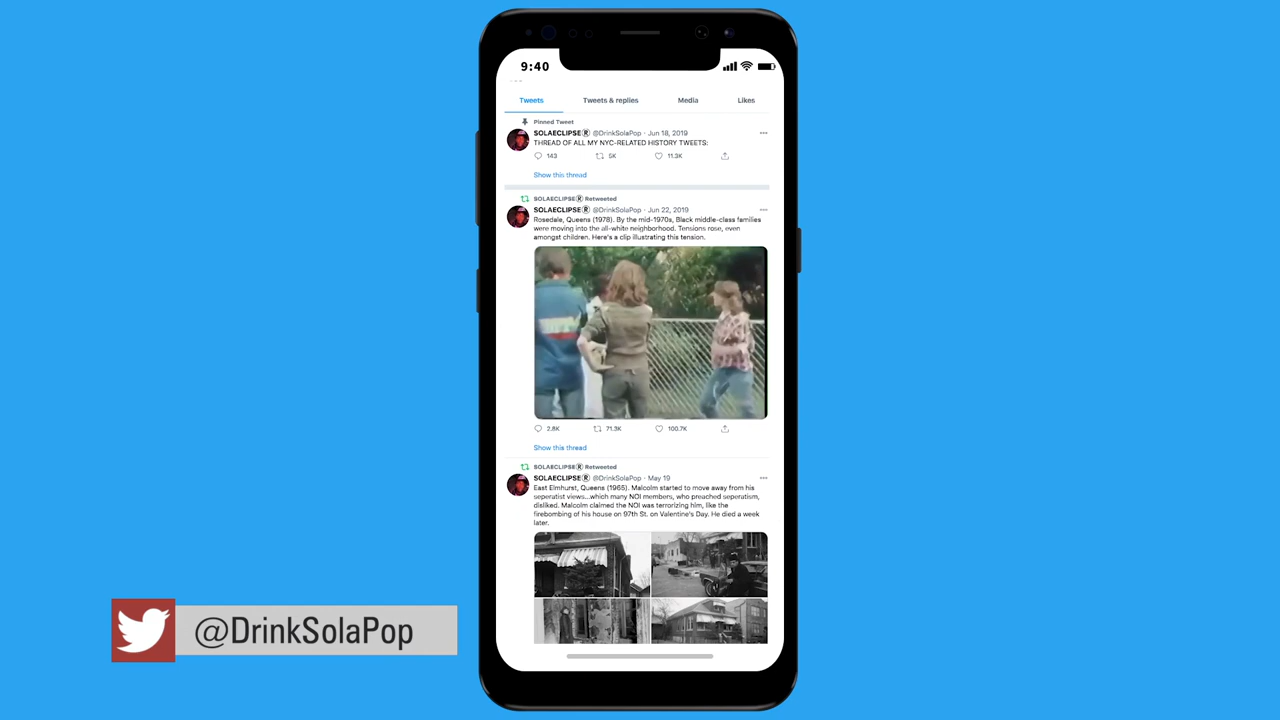 9:40
Tweets Tweets & replies Media Likes
Pinned Tweet
SOLAECLIPSE® @DrinkSolaPop · Jun 18, 2019
THREAD OF ALL MY NYC-RELATED HISTORY TWEETS:
143 5K 11.3K
Show this thread
SOLAECLIPSE® Retweeted
SOLAECLIPSE® @DrinkSolaPop · Jun 22, 2019
Rosedale, Queens (1978). By the mid-1970s, Black middle-class families
were moving into the all-white neighborhood. Tensions rose, even
amongst children. Here's a clip illustrating this tension.
2.8K 71.3K 100.7K
Show this thread
SOLAECLIPSE® Retweeted
SOLAECLIPSE® @DrinkSolaPop · May 19
East Elmhurst, Queens (1965). Malcolm started to move away from his
seperatist views...which many NOI members, who preached seperatism,
disliked. Malcolm claimed the NOI was terrorizing him, like the
firebombing of his house on 97th St. on Valentine's Day. He died a week
later.
@DrinkSolaPop